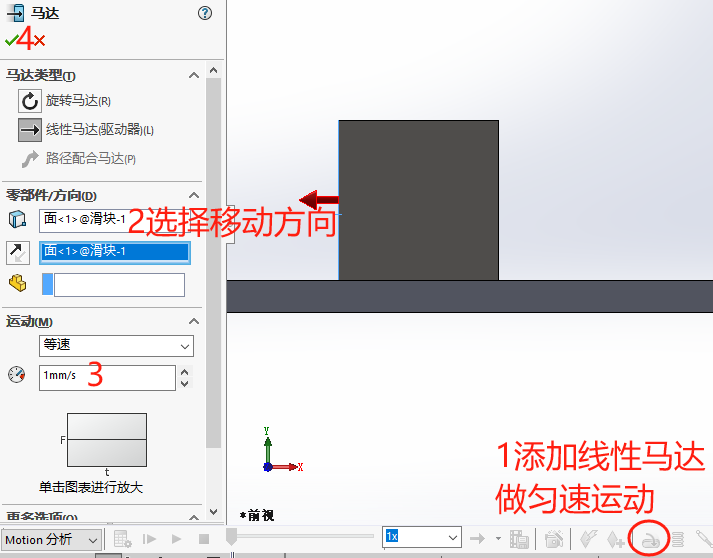 马达
4
马达类型(T)
旋转马达(R)
线性马达(驱动器)(L)
路径配合马达(P)
零部件/方向(D)
面<1>@滑块-1
2选择移动方向
面<1>@滑块-1
运动(M)
等速
1mm/s
3
F
t
单击图表进行放大
更多选项(O)
Y
X
*前视
1添加线性马达
做匀速运动
Motion 分析
1x